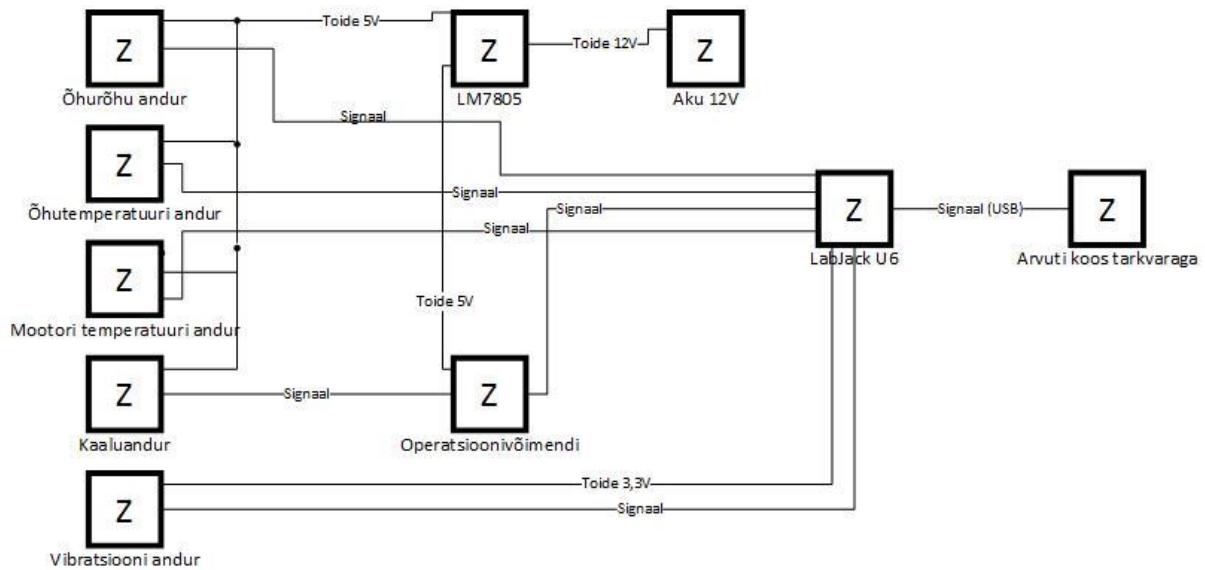 Z
Toide 5V
Z
Toide 12V
Z
Õhurõhu andur
LM7805
Aku 12V
Signaal
Z
Õhutemperatuuri andur
Signaal
Signaal
Z
Signaal (USB)
Z
Signaal
LabJack U6
Arvuti koos tarkvaraga
Z
Mootori temperatuuri andur
Toide 5V
Z
Signaal
Z
Kaaluandur
Operatsioonivõimendi
Z
Toide 3,3V
Signaal
Vibratsiooni andur